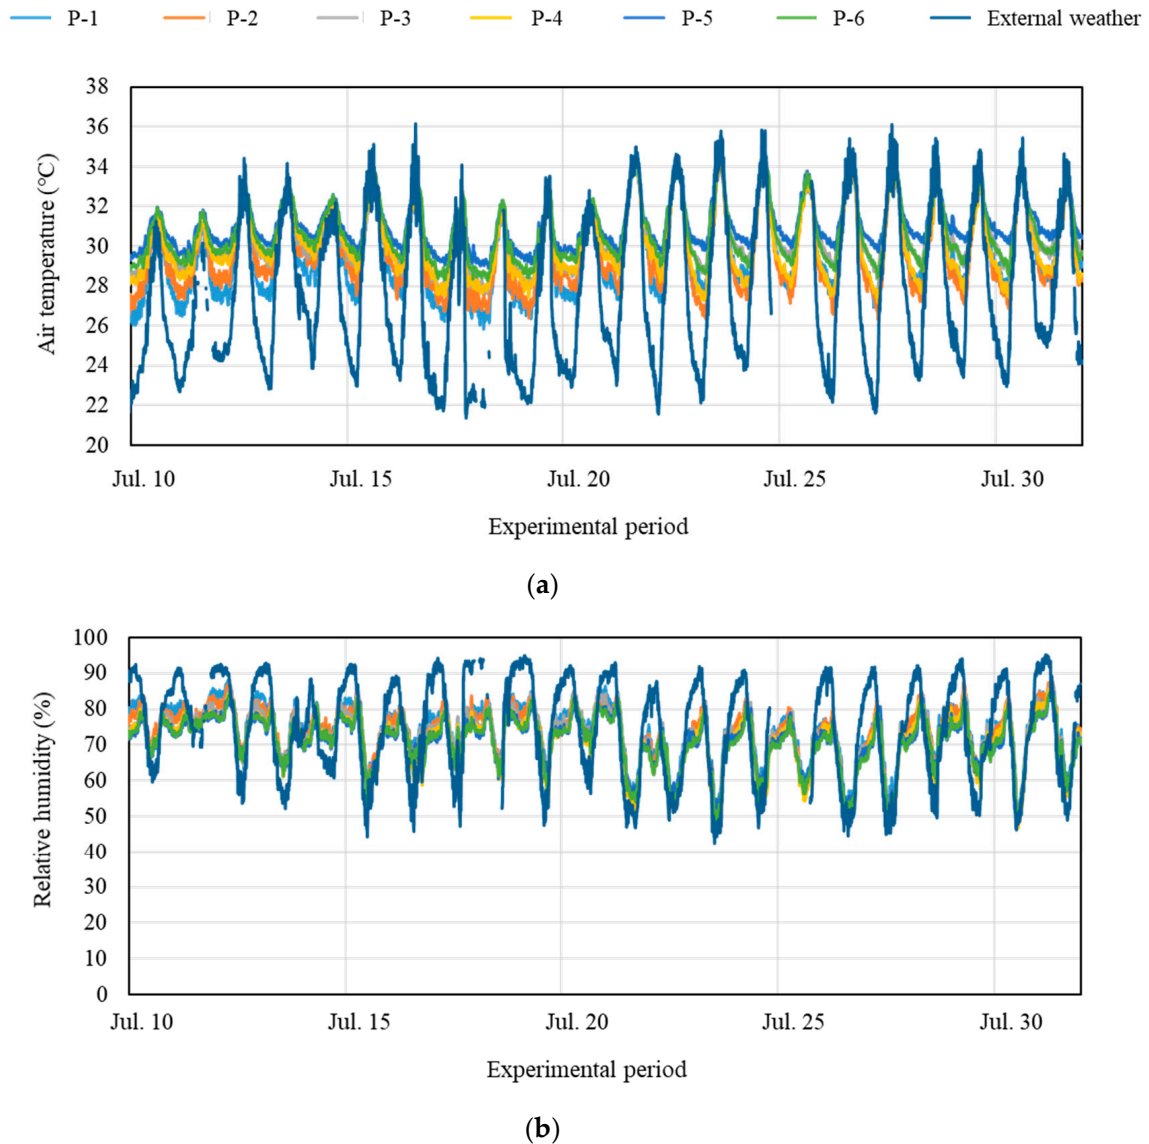 P-1 P-2 P-3 P-4 P-5 P-6 External weather
38
36
34
32
30
28
26
24
22
20
Air temperature (°C)
Jul. 10 Jul. 15 Jul. 20 Jul. 25 Jul. 30
Experimental period
(a)
100
90
80
70
60
50
40
30
20
10
0
Relative humidity (%)
Jul. 10 Jul. 15 Jul. 20 Jul. 25 Jul. 30
Experimental period
(b)